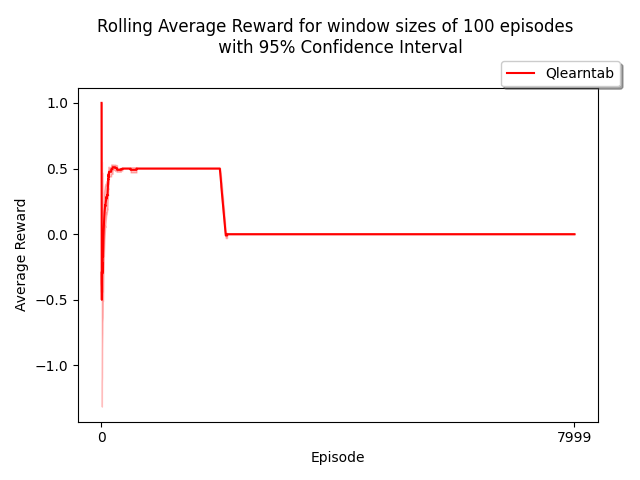 Rolling Average Reward for window sizes of 100 episodes
with 95% Confidence Interval
Qlearntab
1.0
0.5
0.0
−0.5
−1.0
Average Reward
0 7999
Episode